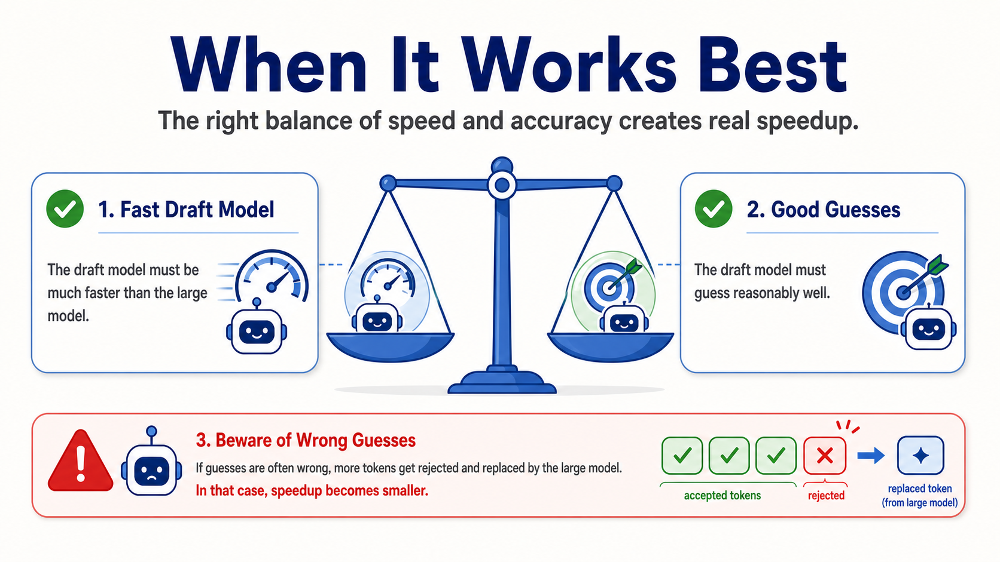 When It Works Best
The right balance of speed and accuracy creates real speedup.
1. Fast Draft Model
The draft model must be
much faster than the large
model.
2. Good Guesses
The draft model must
guess reasonably well.
3. Beware of Wrong Guesses
If guesses are often wrong, more tokens get rejected and replaced by the large model.
In that case, speedup becomes smaller.
accepted tokens
rejected
replaced token
(from large model)